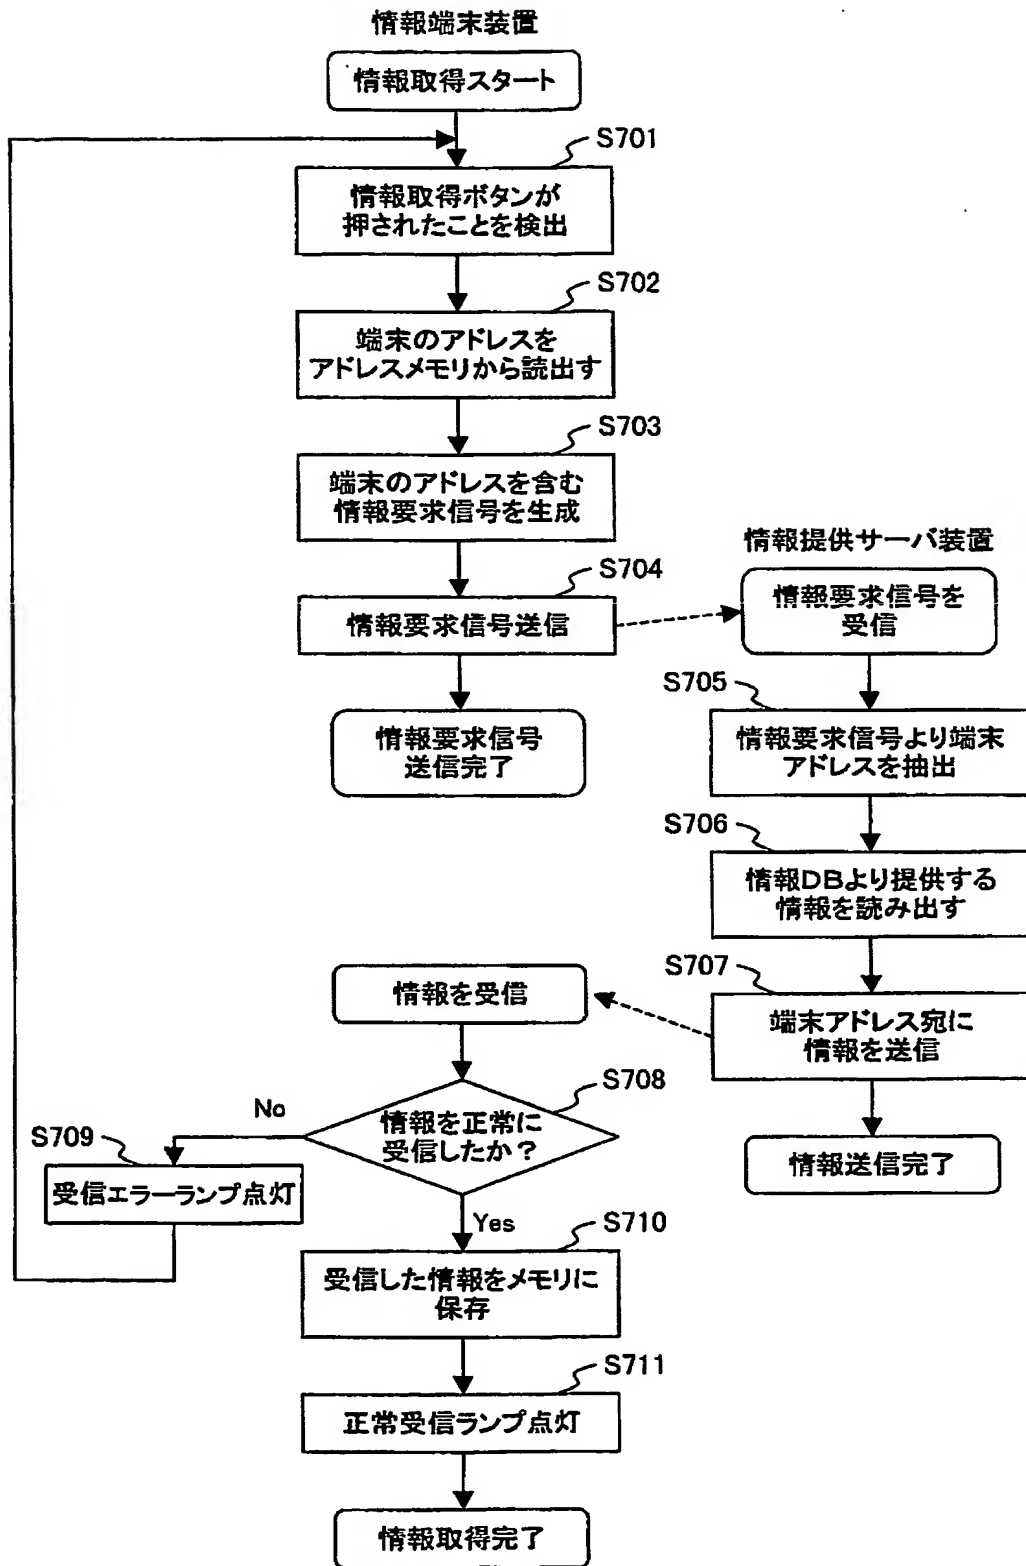 情報端末装置
情報取得スタート
S701
情報取得ボタンが
押されたことを検出
S702
端末のアドレスを
アドレスメモリから読出す
S703
端末のアドレスを含む
情報要求信号を生成
S704
情報要求信号送信
情報要求信号
送信完了
情報提供サーバ装置
情報要求信号を
受信
S705
情報要求信号より端末
アドレスを抽出
S706
情報DBより提供する
情報を読み出す
S707
端末アドレス宛に
情報を送信
情報送信完了
情報を受信
S708
情報を正常に
受信したか？
No
S709
受信エラーランプ点灯
Yes
S710
受信した情報をメモリに
保存
S711
正常受信ランプ点灯
情報取得完了